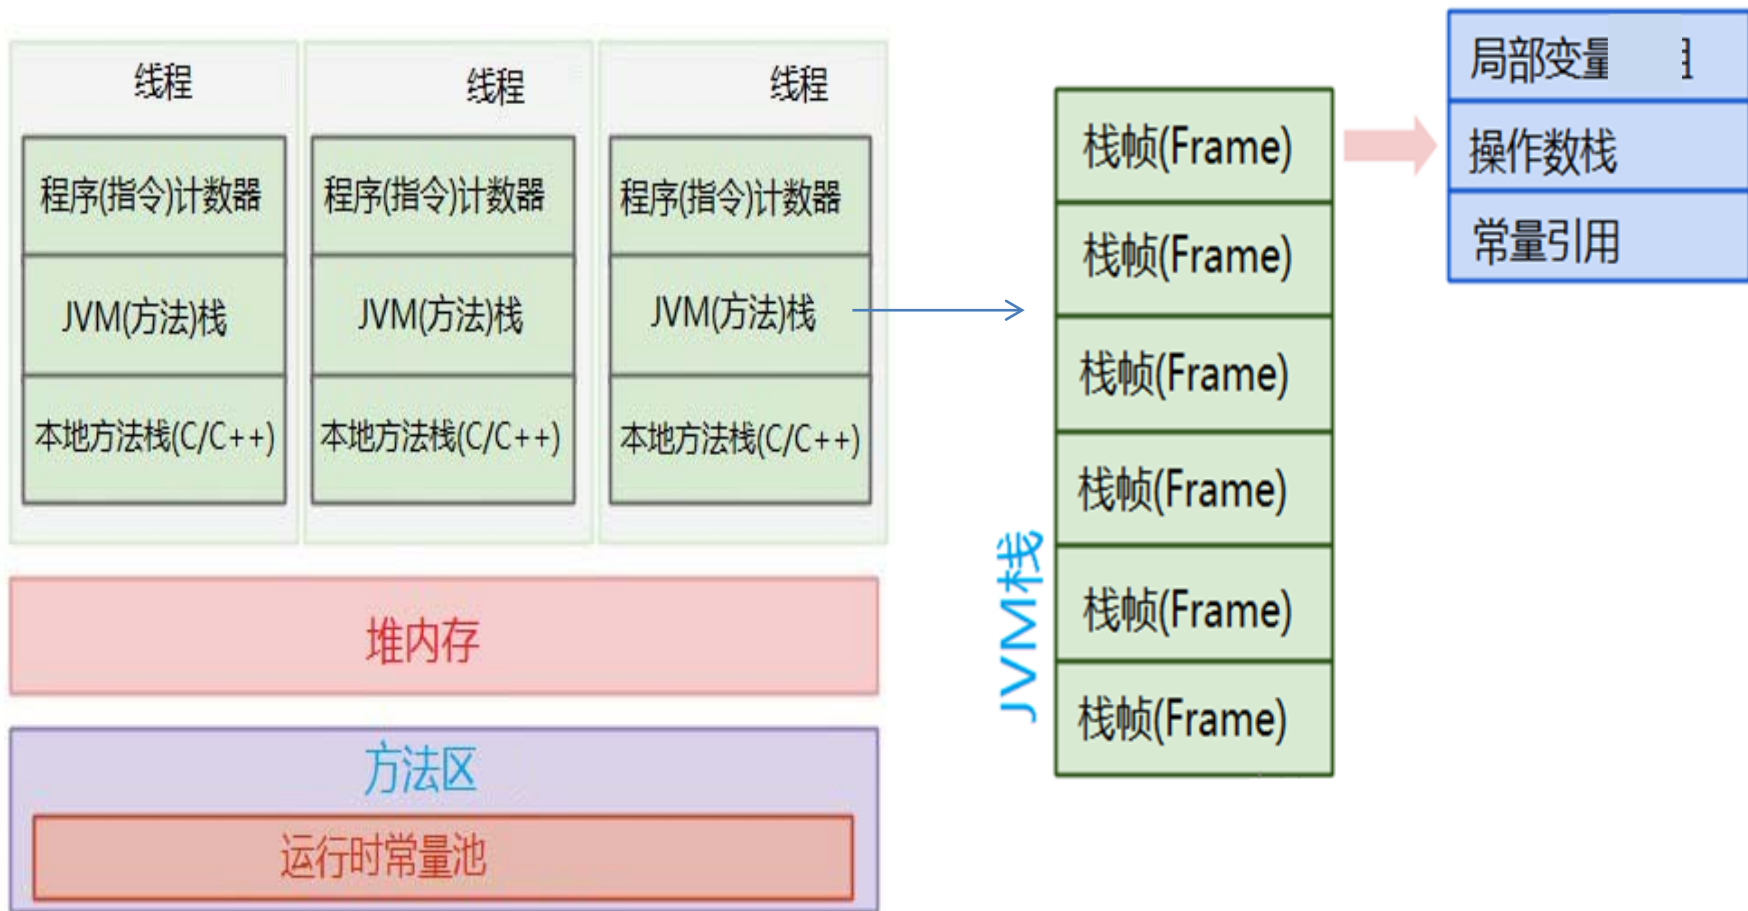 线程
程序(指令)计数器
JVM(方法)栈
本地方法栈(C/C++)
线程
程序(指令)计数器
JVM(方法)栈
本地方法栈(C/C++)
线程
程序(指令)计数器
JVM(方法)栈
本地方法栈(C/C++)
堆内存
方法区
运行时常量池
JVM栈
栈帧(Frame)
栈帧(Frame)
栈帧(Frame)
栈帧(Frame)
栈帧(Frame)
栈帧(Frame)
局部变量
操作数栈
常量引用